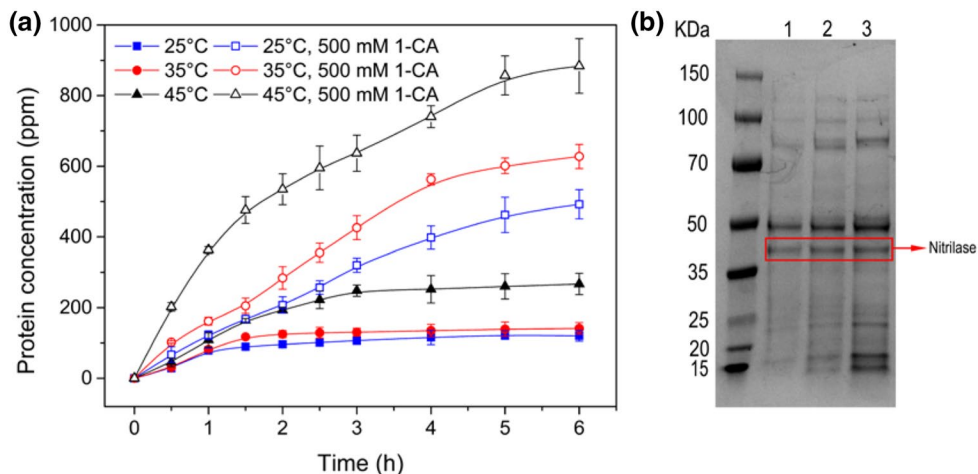 (a)
1000
800
600
400
200
0
Protein concentration (ppm)
25°C 25°C, 500 mM 1-CA
35°C 35°C, 500 mM 1-CA
45°C 45°C, 500 mM 1-CA
0 1 2 3 4 5 6
Time (h)
(b)
KDa 1 2 3
150
100
70
50
35
25
20
15
Nitrilase